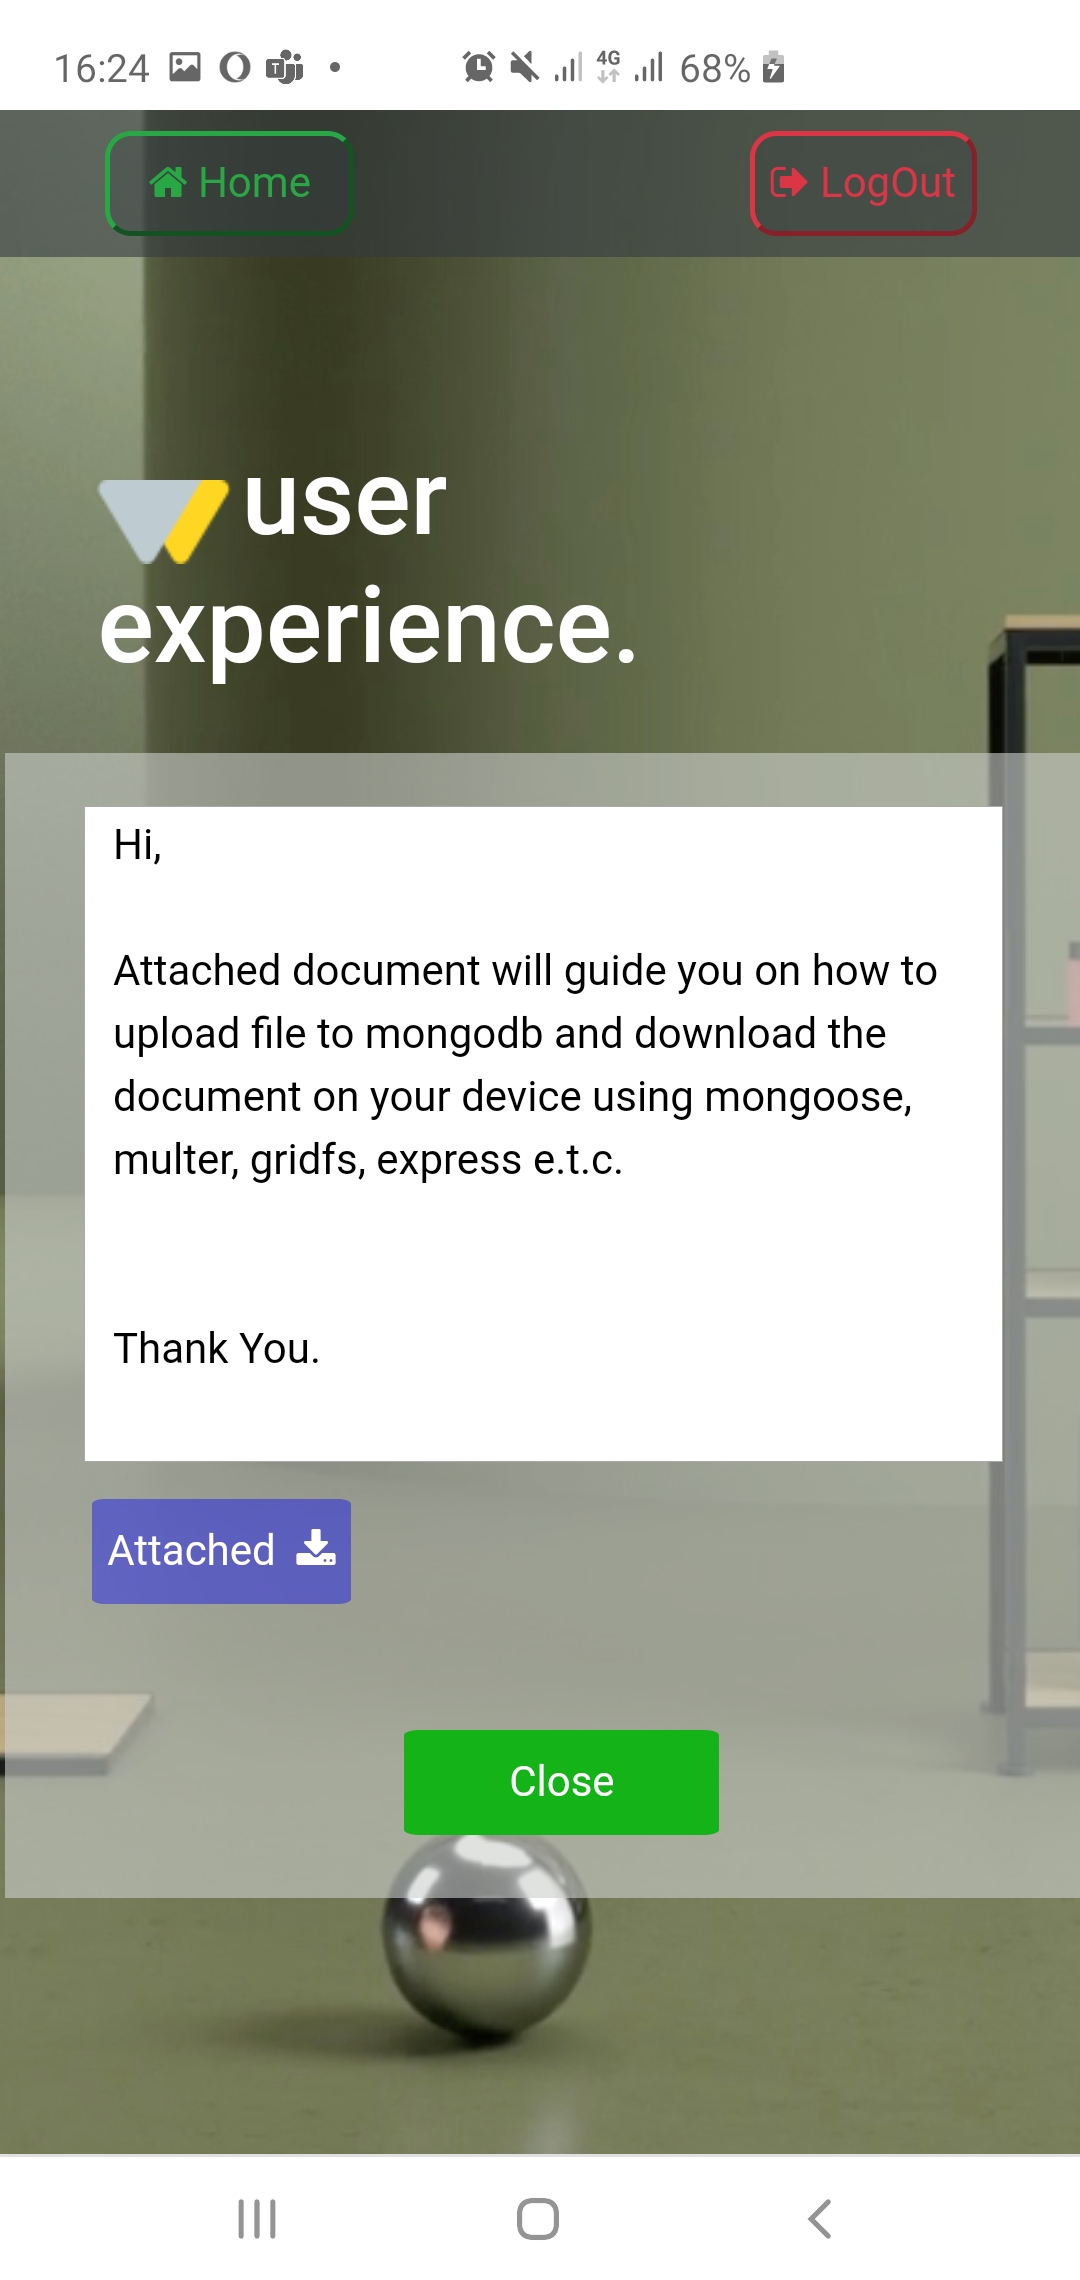 16:24 4G 68%
Home LogOut
user
experience.
Hi,
Attached document will guide you on how to
upload file to mongodb and download the
document on your device using mongoose,
multer, gridfs, express e.t.c.
Thank You.
Attached
Close